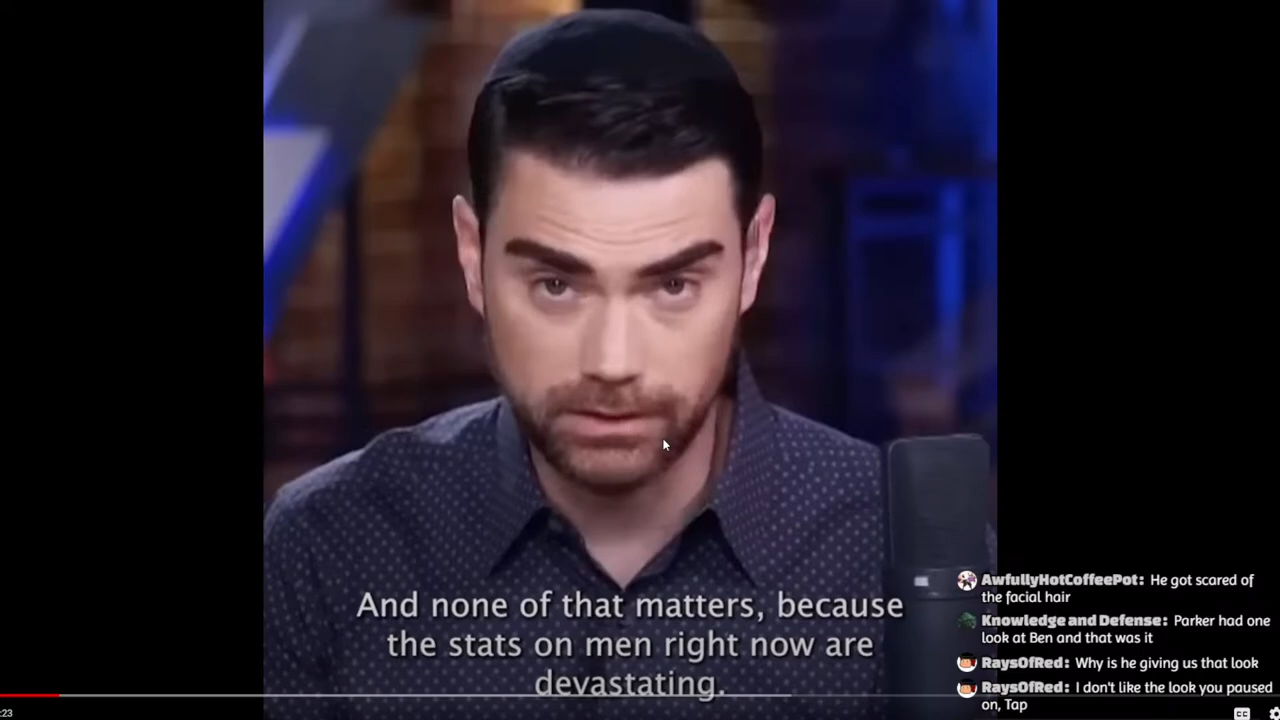 And none of that matters, because
the stats on men right now are
devastating.
AwfullyHotCoffeePot: He got scared of
the facial hair
Knowledge and Defense: Parker had one
look at Ben and that was it
RaysOfRed: Why is he giving us that look
RaysOfRed: I don't like the look you paused
on, Tap
:23
CC